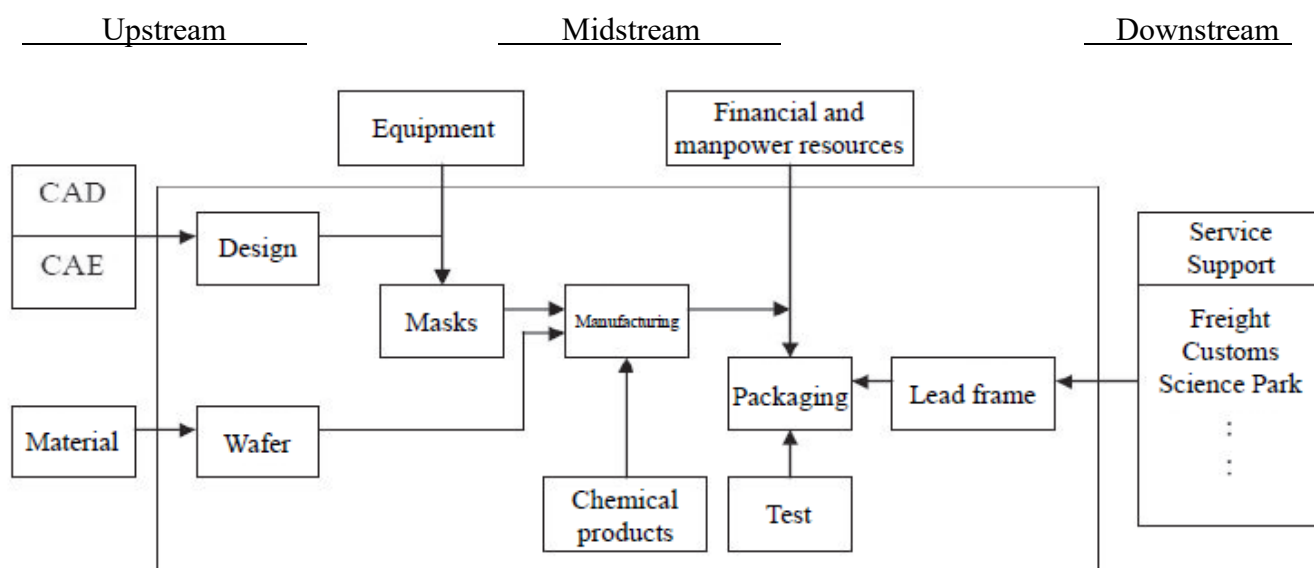 Upstream
Midstream
Downstream
Equipment
Financial and
manpower resources
CAD
CAE
Design
Service
Support
Masks
Manufacturing
Freight
Customs
Science Park
:
:
Packaging
Lead frame
Material
Wafer
Chemical
products
Test